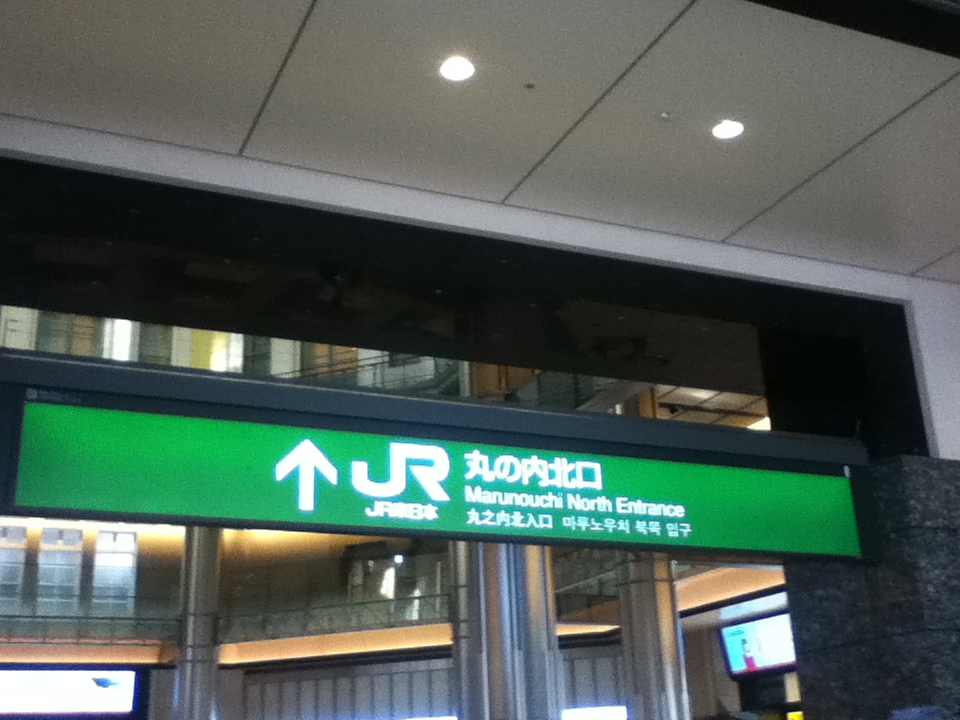 ↑ JR 丸の内北口
JR東日本 Marunouchi North Entrance
丸之内北入口 마루노우치 북쪽 입구